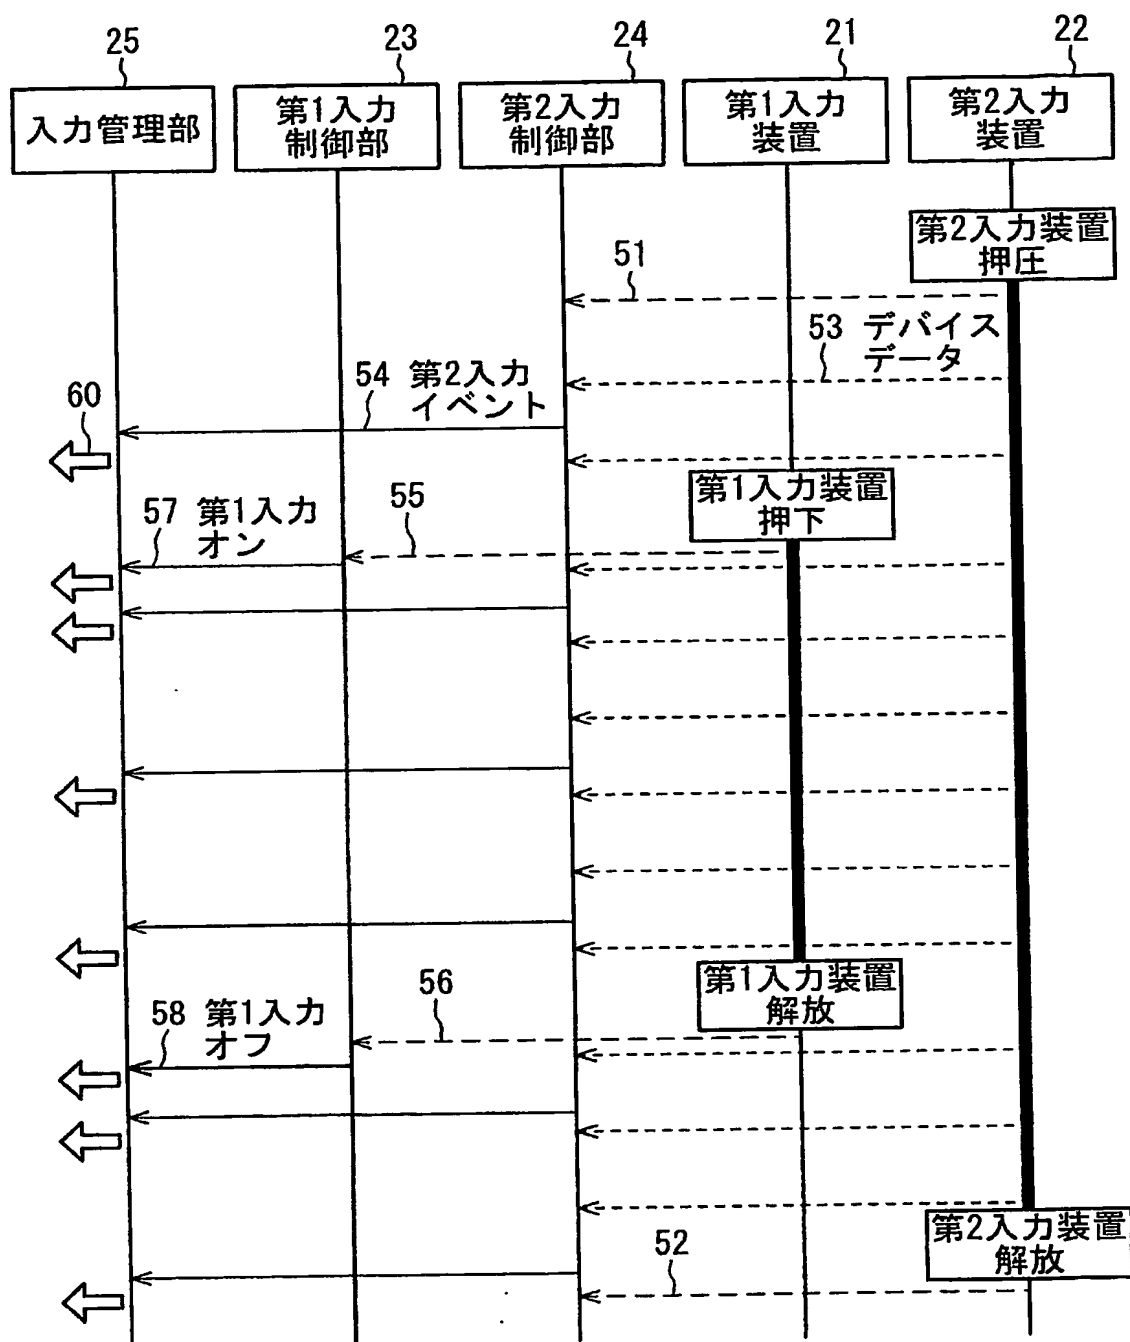 25
23
24
21
22
入力管理部
第1入力
制御部
第2入力
制御部
第1入力
装置
第2入力
装置
第2入力装置
押圧
51
53 デバイス
データ
54 第2入力
イベント
60
第1入力装置
押下
55
57 第1入力
オン
第1入力装置
解放
56
58 第1入力
オフ
第2入力装置
解放
52